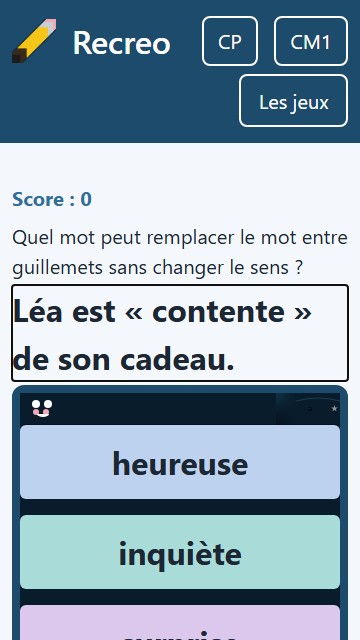 Recreo
CP
CM1
Les jeux
Score : 0
Quel mot peut remplacer le mot entre
guillemets sans changer le sens ?
Léa est « contente »
de son cadeau.
heureuse
inquiète